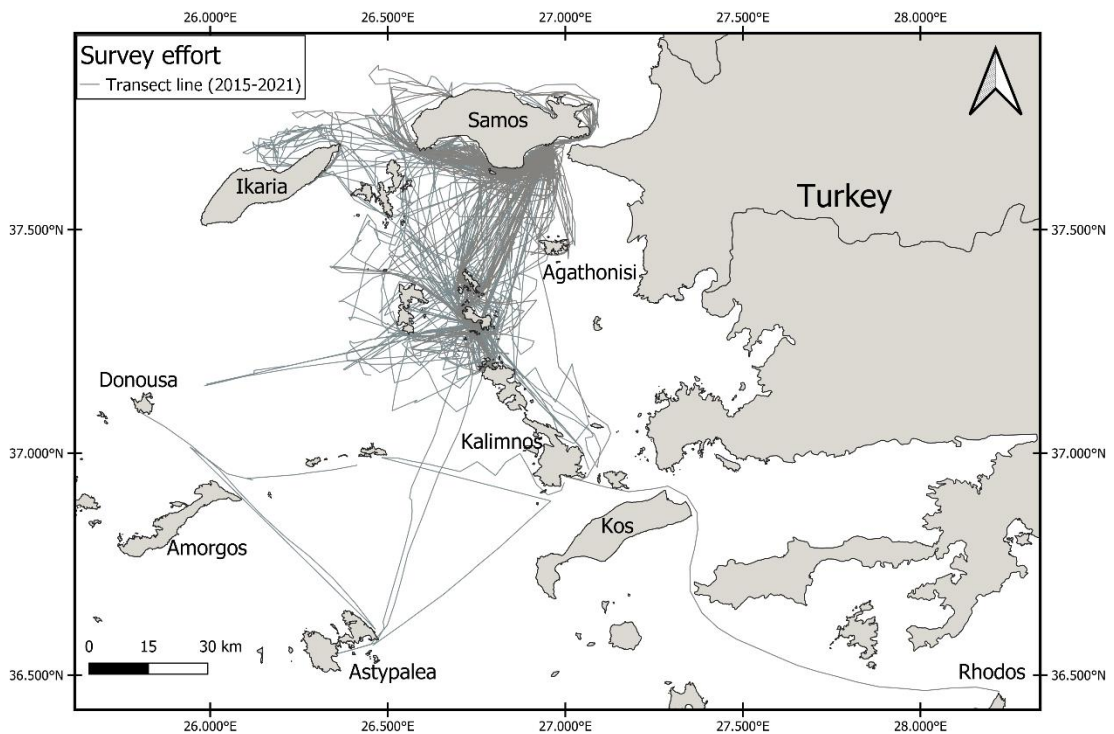 26.000°E 26.500°E 27.000°E 27.500°E 28.000°E
Survey effort
Transect line (2015-2021)
Samos
Ikaria
Turkey
37.500°N 37.500°N
Agathonisi
Donousa
Kalimnos
37.000°N 37.000°N
Kos
Amorgos
0 15 30 km
Astypalea
Rhodos
36.500°N 36.500°N
26.000°E 26.500°E 27.000°E 27.500°E 28.000°E